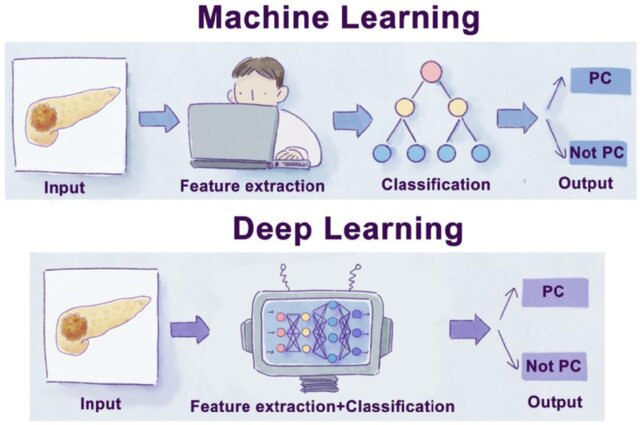 Machine Learning
PC
Not PC
Input
Feature extraction
Classification
Output
Deep Learning
PC
Not PC
Input
Feature extraction+Classification
Output